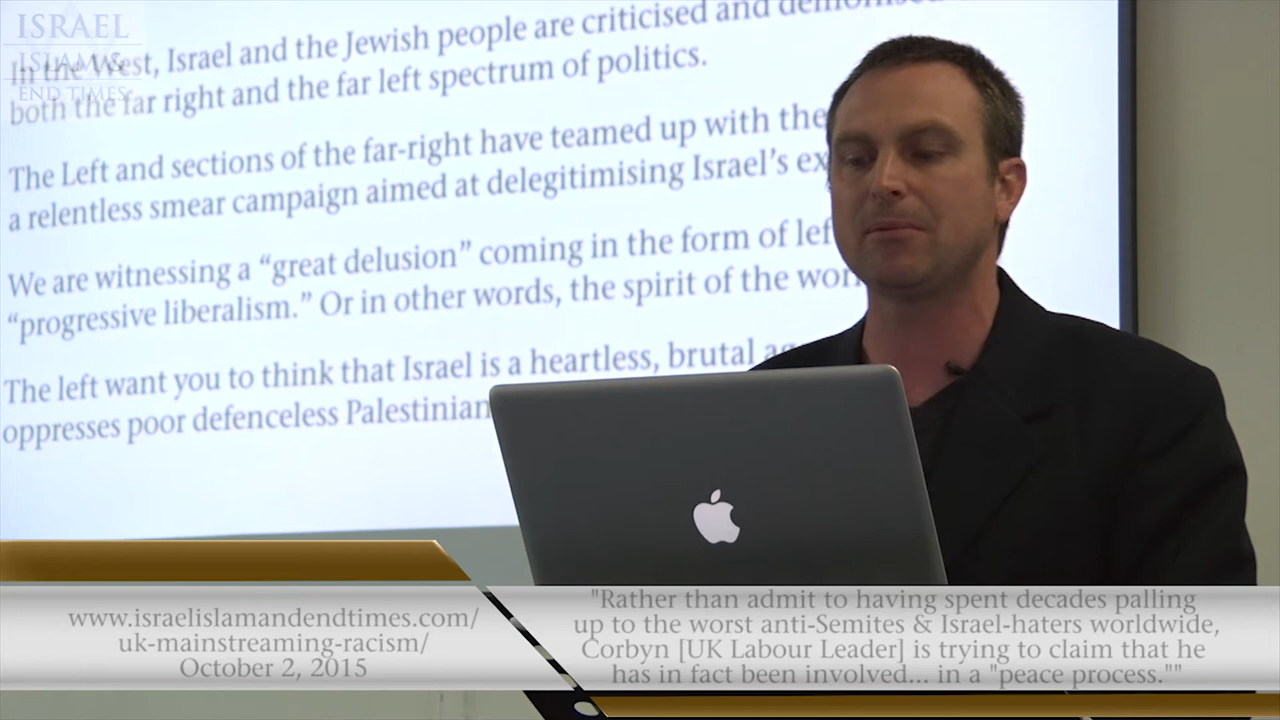 ISRAEL
ISLAM &
END TIMES
In the West, Israel and the Jewish people are criticised and
both the far right and the far left spectrum of politics.
The Left and sections of the far-right have teamed up with the
a relentless smear campaign aimed at delegitimising Israel's
We are witnessing a "great delusion" coming in the form of
"progressive liberalism." Or in other words, the spirit of the
The left want you to think that Israel is a heartless, brutal
oppresses poor defenceless
www.israelislamandendtimes.com/
uk-mainstreaming-racism/
October 2, 2015
"Rather than admit to having spent decades palling
up to the worst anti-Semites & Israel-haters worldwide,
Corbyn [UK Labour Leader] is trying to claim that he
has in fact been involved... in a "peace process.""